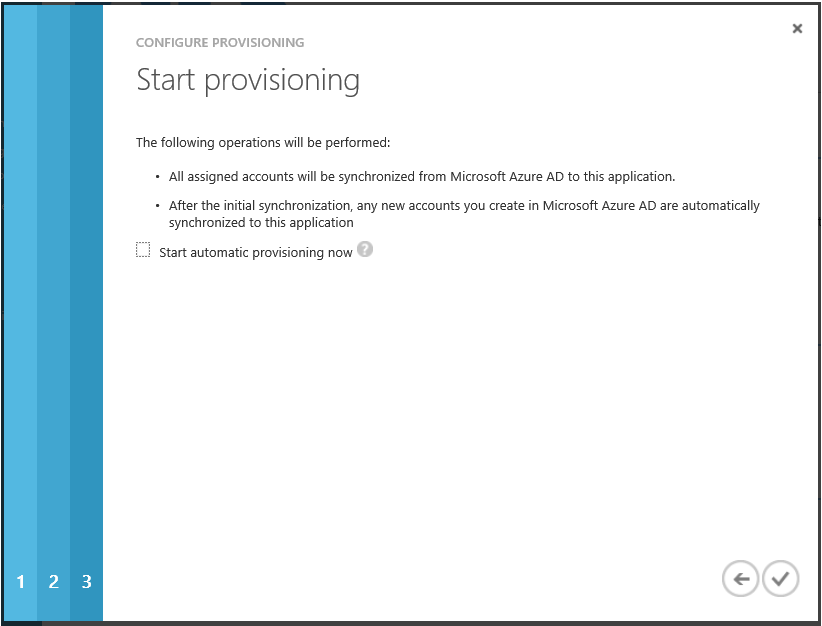 CONFIGURE PROVISIONING
Start provisioning
The following operations will be performed:
• All assigned accounts will be synchronized from Microsoft Azure AD to this application.
• After the initial synchronization, any new accounts you create in Microsoft Azure AD are automatically
synchronized to this application
Start automatic provisioning now ?
1 2 3